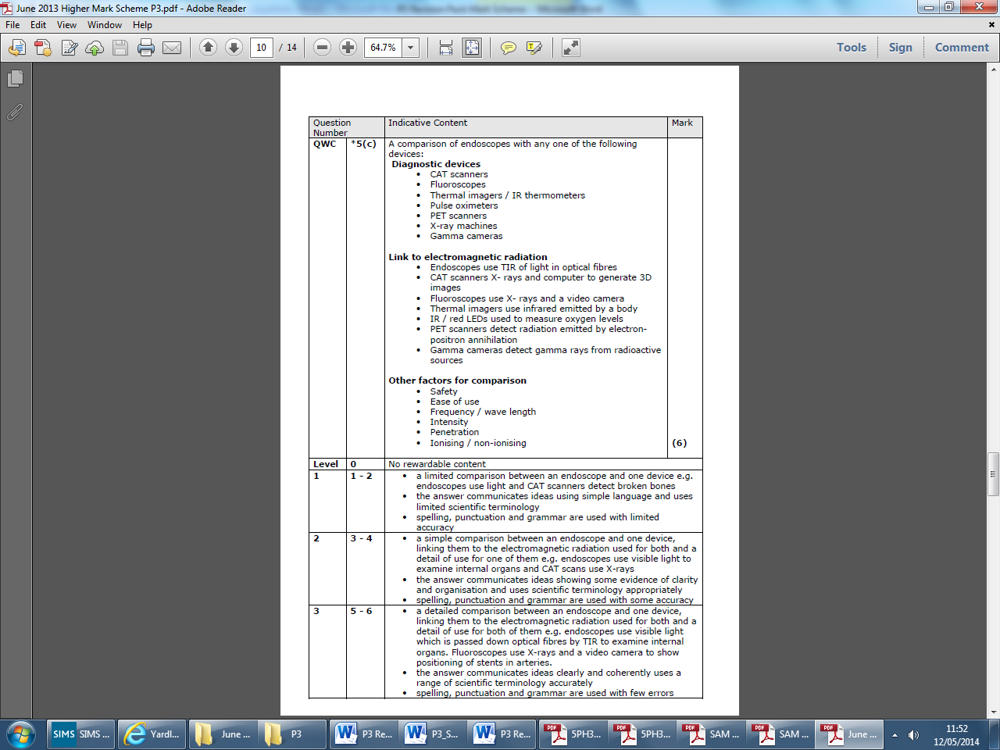 June 2013 Higher Mark Scheme P3.pdf - Adobe Reader
File Edit View Window Help
10 / 14 64.7% Tools Sign Comment
Question Number Indicative Content Mark
QWC *5(c) A comparison of endoscopes with any one of the following
devices:
Diagnostic devices
• CAT scanners
• Fluoroscopes
• Thermal imagers / IR thermometers
• Pulse oximeters
• PET scanners
• X-ray machines
• Gamma cameras
Link to electromagnetic radiation
• Endoscopes use TIR of light in optical fibres
• CAT scanners X- rays and computer to generate 3D
images
• Fluoroscopes use X- rays and a video camera
• Thermal imagers use infrared emitted by a body
• IR / red LEDs used to measure oxygen levels
• PET scanners detect radiation emitted by electron-
positron annihilation
• Gamma cameras detect gamma rays from radioactive
sources
Other factors for comparison
• Safety
• Ease of use
• Frequency / wave length
• Intensity
• Penetration
• Ionising / non-ionising (6)
Level 0 No rewardable content
1 1 - 2 • a limited comparison between an endoscope and one device e.g.
endoscopes use light and CAT scanners detect broken bones
• the answer communicates ideas using simple language and uses
limited scientific terminology
• spelling, punctuation and grammar are used with limited
accuracy
2 3 - 4 • a simple comparison between an endoscope and one device,
linking them to the electromagnetic radiation used for both and a
detail of use for one of them e.g. endoscopes use visible light to
examine internal organs and CAT scans use X-rays
• the answer communicates ideas showing some evidence of clarity
and organisation and uses scientific terminology appropriately
• spelling, punctuation and grammar are used with some accuracy
3 5 - 6 • a detailed comparison between an endoscope and one device,
linking them to the electromagnetic radiation used for both and a
detail of use for both of them e.g. endoscopes use visible light
which is passed down optical fibres by TIR to examine internal
organs. Fluoroscopes use X-rays and a video camera to show
positioning of stents in arteries.
• the answer communicates ideas clearly and coherently uses a
range of scientific terminology accurately
• spelling, punctuation and grammar are used with few errors
SIMS SIMS ... Yardl... June ... P3 P3 Re... P3_S... P3 Re... 5PH3... 5PH3... SAM ... SAM ... June ... 11:52
12/05/2014